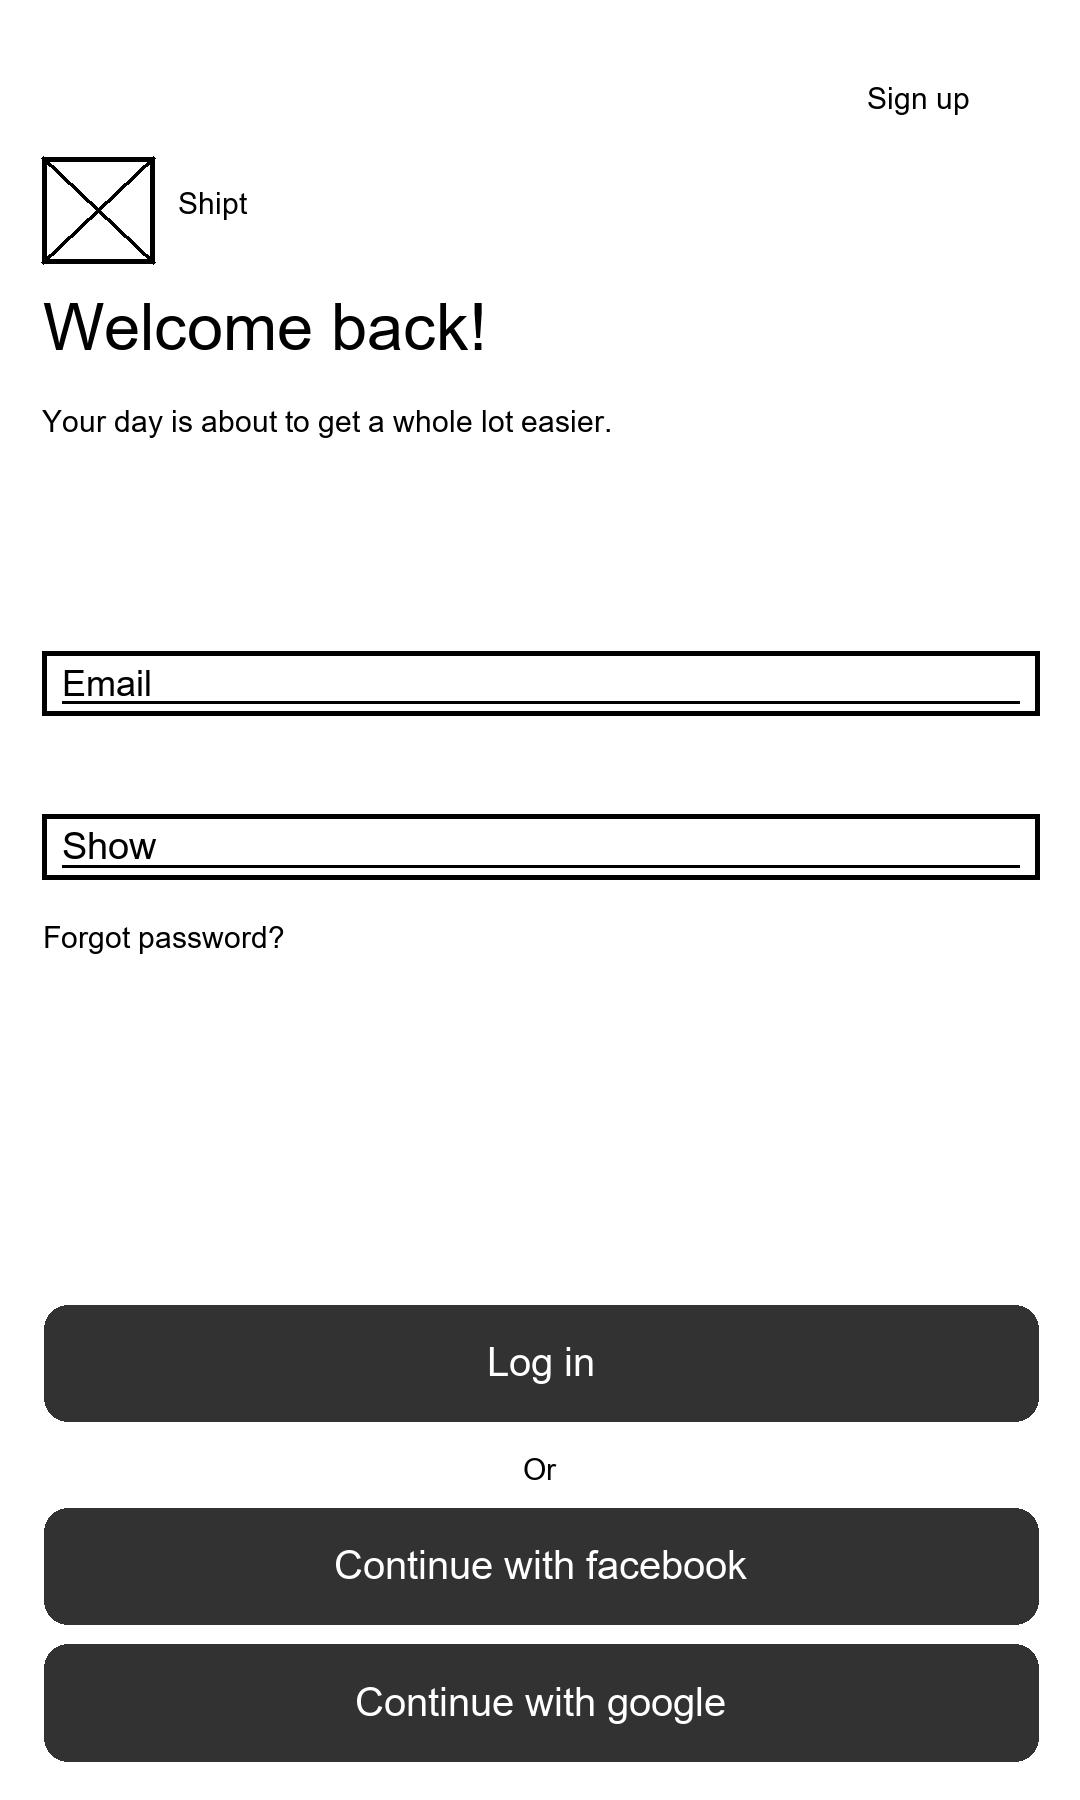 Sign up
Shipt
Welcome back!
Your day is about to get a whole lot easier.
Email
Show
Forgot password?
Log in
Or
Continue with facebook
Continue with google